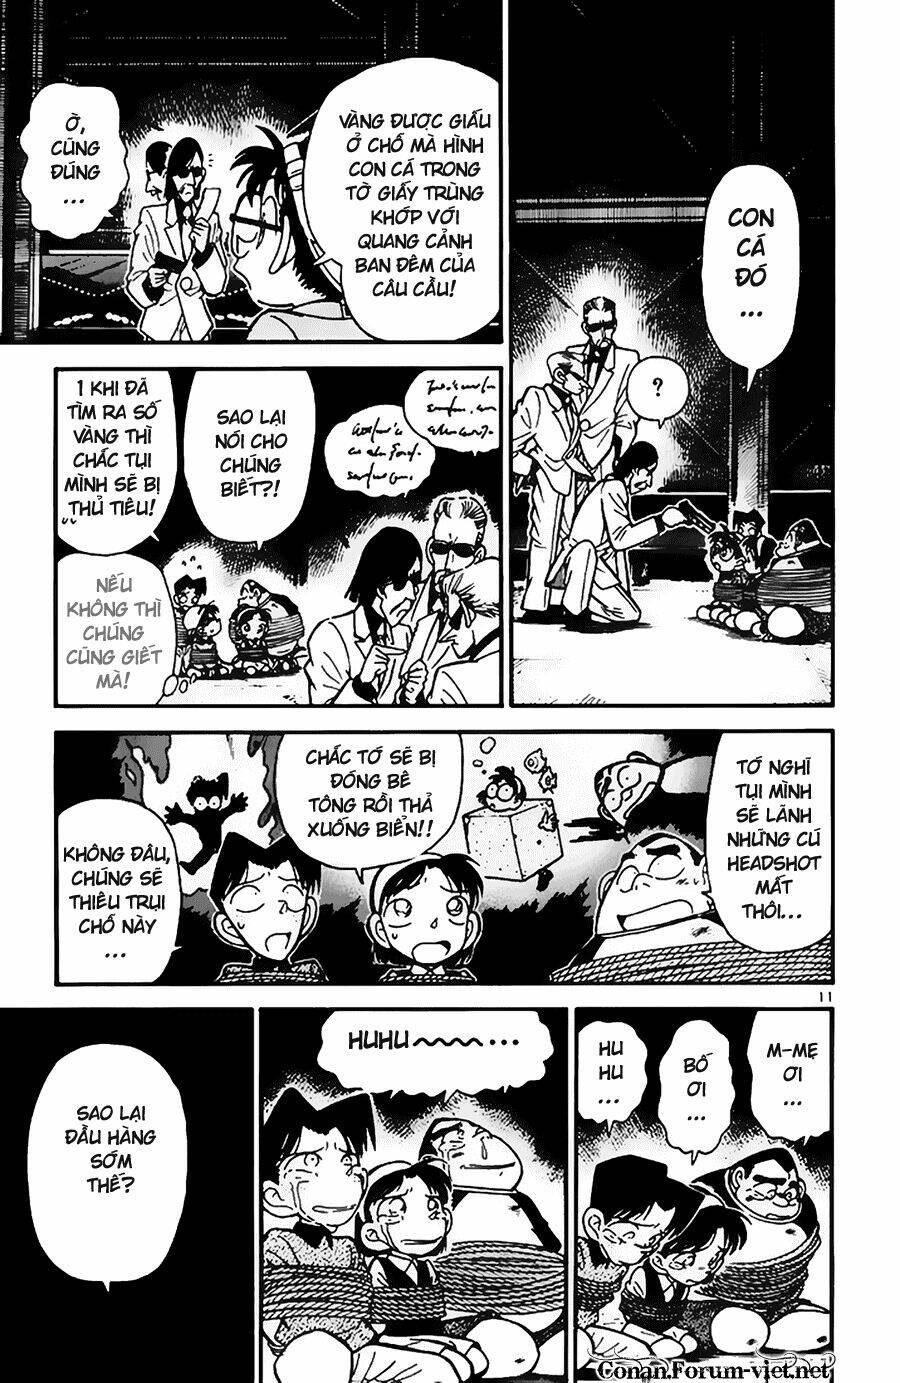 CON
CÁ
ĐÓ
...
?
VÀNG ĐƯỢC GIẤU
Ở CHỖ MÀ HÌNH
CON CÁ TRONG
TỜ GIẤY TRÙNG
KHỚP VỚI
QUANG CẢNH
BAN ĐÊM CỦA
CÂU CẦU!
Ờ,
CŨNG
ĐÚNG
...
SAO LẠI
NÓI CHO
CHÚNG
BIẾT?!
1 KHI ĐÃ
TÌM RA SỐ
VÀNG THÌ
CHẮC TỤI
MÌNH SẼ BỊ
THỦ TIÊU!
NẾU
KHÔNG THÌ
CHÚNG
CŨNG GIẾT
MÀ!
TỚ NGHĨ
TỤI MÌNH
SẼ LÃNH
NHỮNG CÚ
HEADSHOT
MẤT
THÔI...
CHẮC TỚ SẼ BỊ
ĐÓNG BÊ
TÔNG RỒI THẢ
XUỐNG BIỂN!!
KHÔNG ĐÂU,
CHÚNG SẼ
THIÊU TRỤI
CHỖ NÀY
...
11
M-MẸ
ƠI
...
BỐ
ƠI
...
HU
HU
...
HUHU~~~~...
SAO LẠI
ĐẦU HÀNG
SỚM
THẾ?
Conan.Forum-viet.net